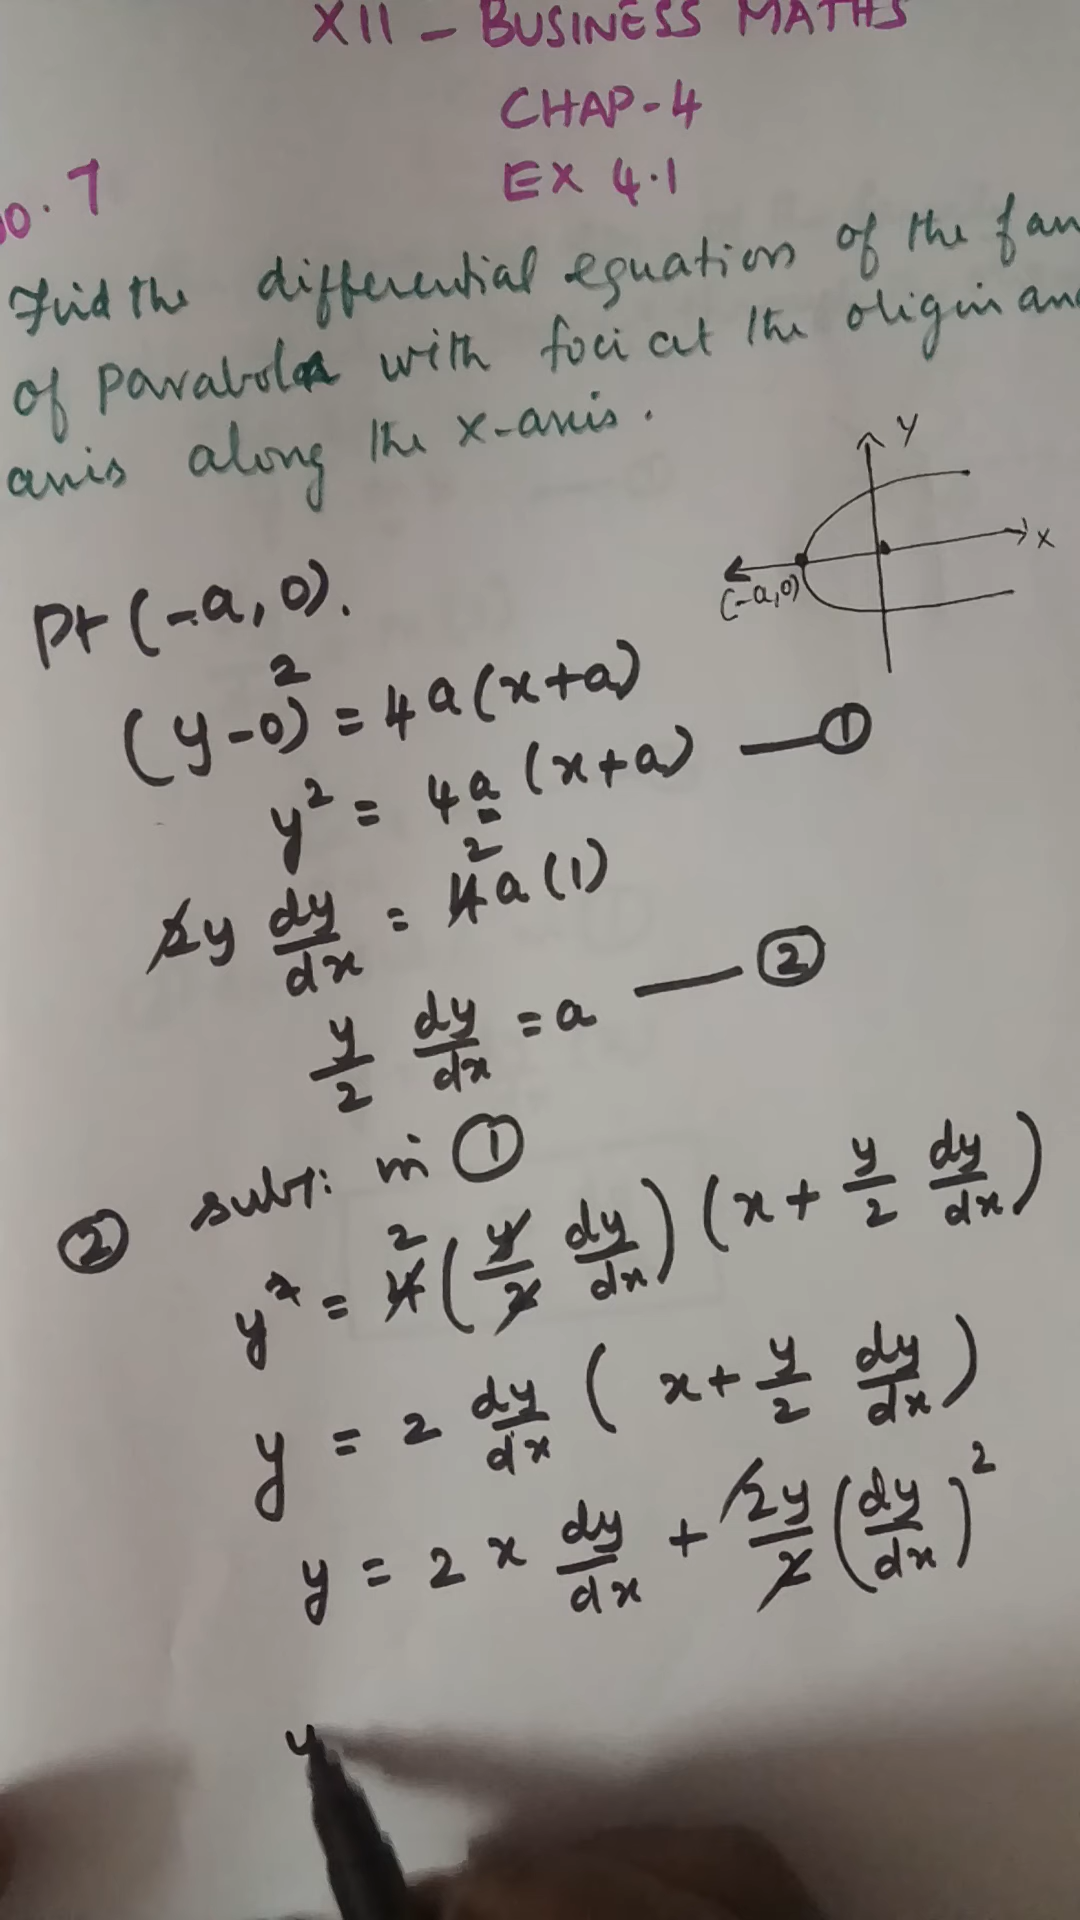 XII - BUSINESS MATHS
CHAP-4
EX 4.1
7
Find the differential equation of the
of parabola with foci at the origin
axis along the x-axis.
Y
X
(-a,0)
Pt (-a, 0).
(y-0)² = 4a(x+a)
y² = 4a (x+a) — ①
2y dy/dx = 4a (1)
2
y/2 dy/dx = a — ②
② subt: in ①
y² = 4 (y/2 dy/dx) (x + y/2 dy/dx)
2
y = 2 dy/dx ( x + y/2 dy/dx )
y = 2x dy/dx + 2y/2 (dy/dx)²
y